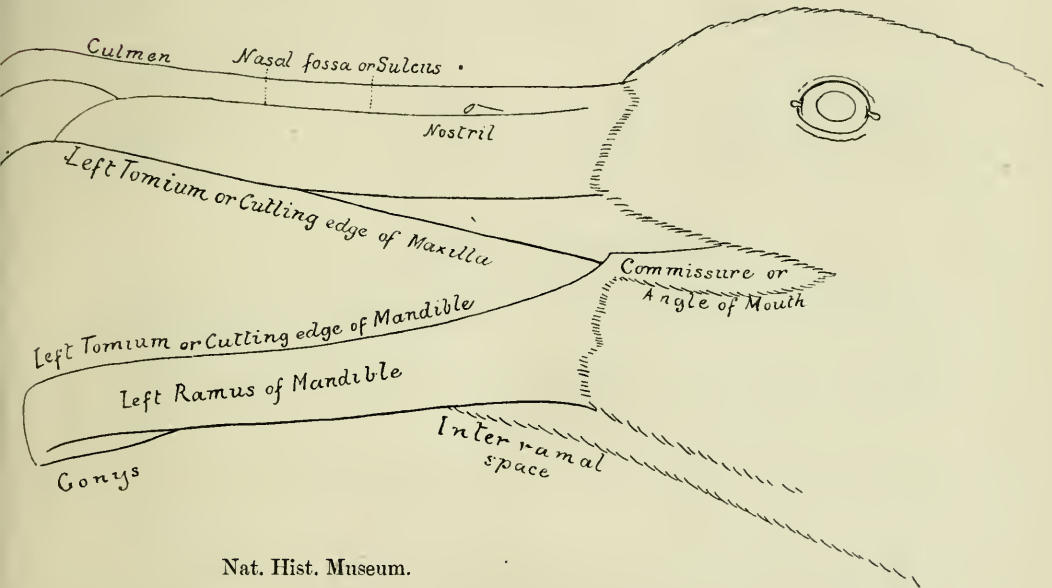 Culmen
Nasal fossa or Sulcus
Nostril
Left Tomium or Cutting edge of Maxilla
Commissure or
Angle of Mouth
Left Tomium or Cutting edge of Mandible
Left Ramus of Mandible
Inter ramal
space
Gonys
Nat. Hist. Museum.